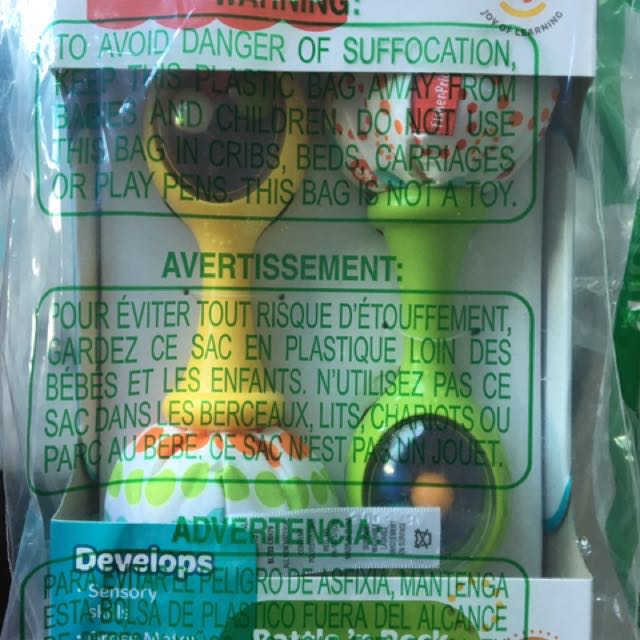 WARNING:
JOY OF LEARNING
TO AVOID DANGER OF SUFFOCATION,
KEEP THIS PLASTIC BAG AWAY FROM
BABIES AND CHILDREN. DO NOT USE
THIS BAG IN CRIBS, BEDS, CARRIAGES
OR PLAY PENS. THIS BAG IS NOT A TOY.
Fisher-Price
AVERTISSEMENT:
POUR ÉVITER TOUT RISQUE D'ÉTOUFFEMENT,
GARDEZ CE SAC EN PLASTIQUE LOIN DES
BÉBÉS ET LES ENFANTS. N'UTILISEZ PAS CE
SAC DANS LES BERCEAUX, LITS, CHARIOTS OU
PARC AU BÉBÉ. CE SAC N'EST PAS UN JOUET.
ADVERTENCIA:
Develops
• Sensory
PARA EVITAR EL PELIGRO DE ASFIXIA, MANTENGA
ESTA BOLSA DE PLASTICO FUERA DEL ALCANCE
Rattle 'n Rock